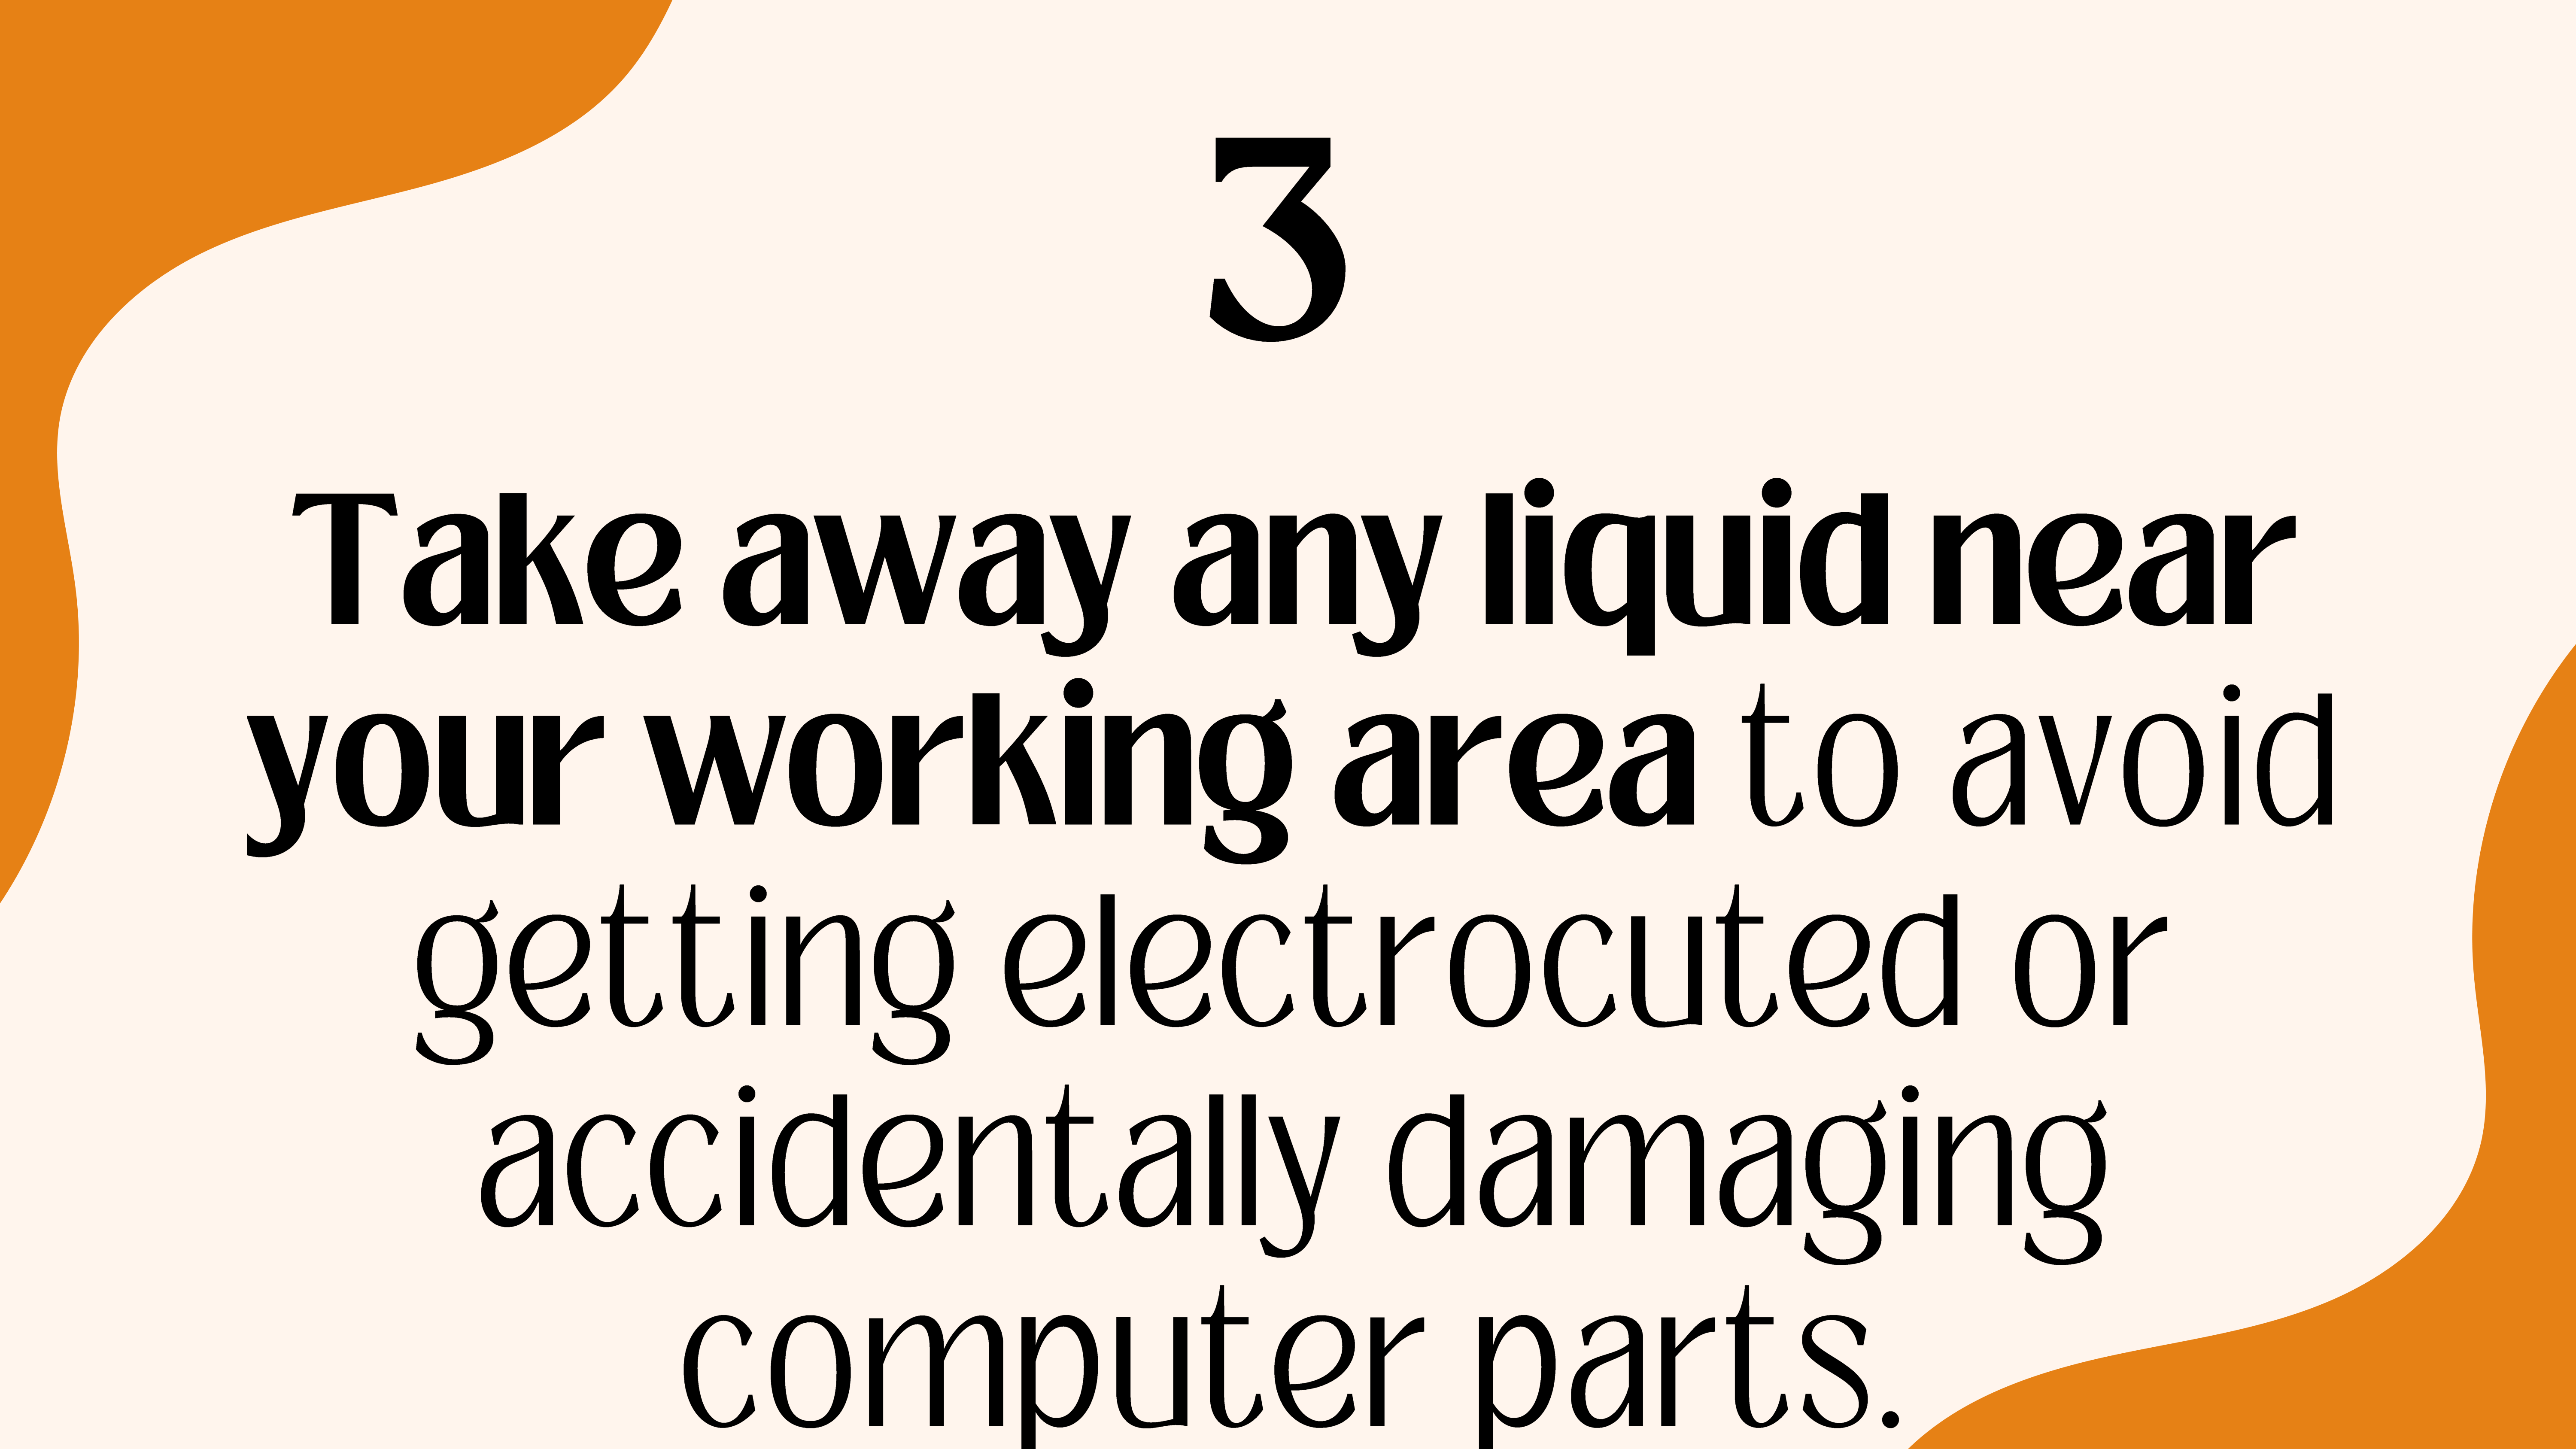 3
Take away any liquid near
your working area to avoid
getting electrocuted or
accidentally damaging
computer parts.